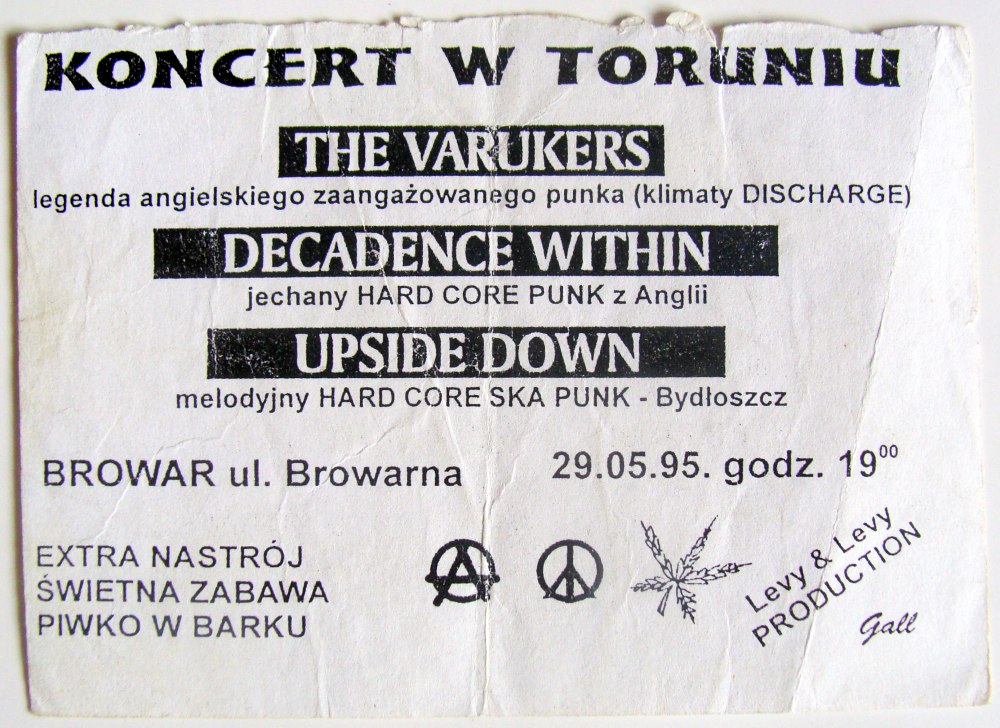 KONCERT W TORUNIU
THE VARUKERS
legenda angielskiego zaangażowanego punka (klimaty DISCHARGE)
DECADENCE WITHIN
jechany HARD CORE PUNK z Anglii
UPSIDE DOWN
melodyjny HARD CORE SKA PUNK - Bydłoszcz
BROWAR ul. Browarna
29.05.95. godz. 19⁰⁰
EXTRA NASTRÓJ
ŚWIETNA ZABAWA
PIWKO W BARKU
Levy & Levy
PRODUCTION
Gall